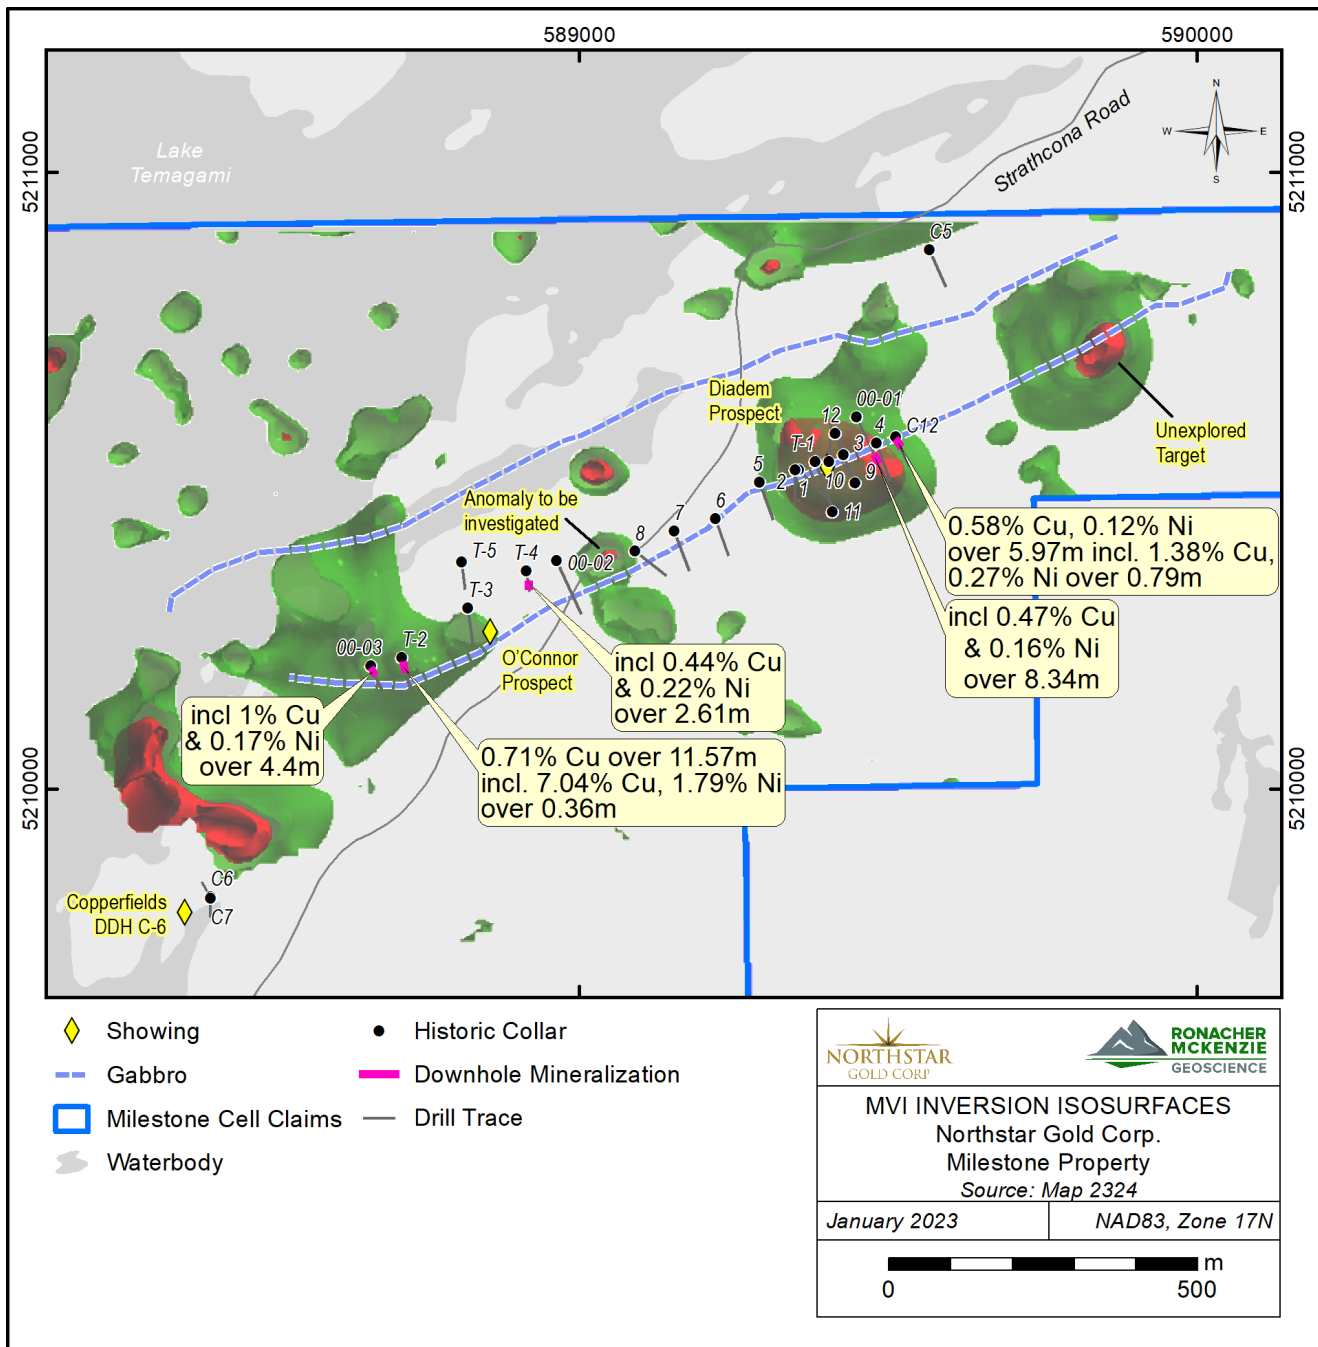 589000
590000
5211000
5211000
5210000
5210000
N
W
E
S
Lake
Temagami
Strathcona Road
C5
Diadem
Prospect
00-01
12
4
C12
T-1
3
5
2
1
10
9
11
Unexplored
Target
Anomaly to be
investigated
6
7
8
T-5
T-4
00-02
T-3
00-03
T-2
O'Connor
Prospect
0.58% Cu, 0.12% Ni
over 5.97m incl. 1.38% Cu,
0.27% Ni over 0.79m
incl 0.47% Cu
& 0.16% Ni
over 8.34m
incl 0.44% Cu
& 0.22% Ni
over 2.61m
incl 1% Cu
& 0.17% Ni
over 4.4m
0.71% Cu over 11.57m
incl. 7.04% Cu, 1.79% Ni
over 0.36m
C6
C7
Copperfields
DDH C-6
Showing
Gabbro
Milestone Cell Claims
Waterbody
Historic Collar
Downhole Mineralization
Drill Trace
NORTHSTAR
GOLD CORP
RONACHER
MCKENZIE
GEOSCIENCE
MVI INVERSION ISOSURFACES
Northstar Gold Corp.
Milestone Property
Source: Map 2324
January 2023
NAD83, Zone 17N
m
0
500